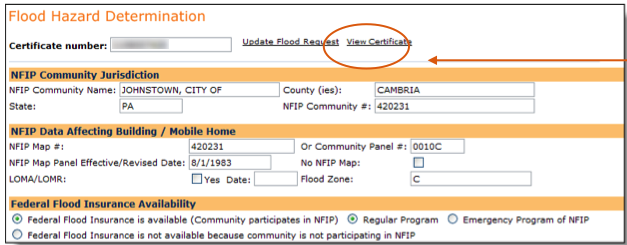 Flood Hazard Determination
Certificate number: Update Flood Request View Certificate
NFIP Community Jurisdiction
NFIP Community Name: JOHNSTOWN, CITY OF County (ies): CAMBRIA
State: PA NFIP Community #: 420231
NFIP Data Affecting Building / Mobile Home
NFIP Map #: 420231 Or Community Panel #: 0010C
NFIP Map Panel Effective/Revised Date: 8/1/1983 No NFIP Map:
LOMA/LOMR: Yes Date: Flood Zone: C
Federal Flood Insurance Availability
Federal Flood Insurance is available (Community participates in NFIP) Regular Program Emergency Program of NFIP
Federal Flood Insurance is not available because community is not participating in NFIP